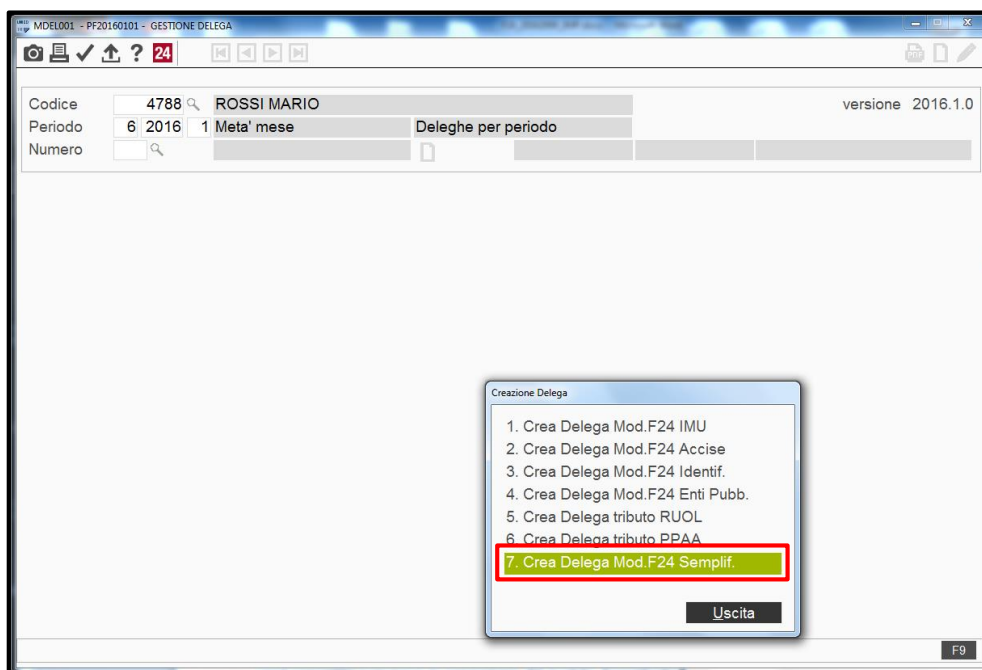 MDEL001 - PF20160101 - GESTIONE DELEGA
? 24
PDF
Codice 4788 ROSSI MARIO versione 2016.1.0
Periodo 6 2016 1 Meta' mese Deleghe per periodo
Numero
Creazione Delega
1. Crea Delega Mod.F24 IMU
2. Crea Delega Mod.F24 Accise
3. Crea Delega Mod.F24 Identif.
4. Crea Delega Mod.F24 Enti Pubb.
5. Crea Delega tributo RUOL
6. Crea Delega tributo PPAA
7. Crea Delega Mod.F24 Semplif.
Uscita
F9